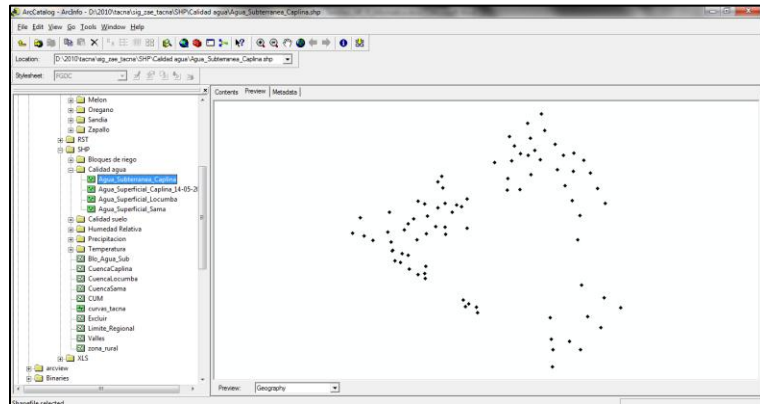 ArcCatalog - ArcInfo - D:\2010\tacna\sig_zae_tacna\SHP\Calidad agua\Agua_Subterranea_Caplina.shp
File Edit View Go Tools Window Help
Location: D:\2010\tacna\sig_zae_tacna\SHP\Calidad agua\Agua_Subterranea_Caplina.shp
Stylesheet: FGDC
Contents Preview Metadata
Melon
Oregano
Sandia
Zapallo
RST
SHP
Bloques de riego
Calidad agua
Agua_Subterranea_Caplina
Agua_Superficial_Caplina_14-05-20
Agua_Superficial_Locumba
Agua_Superficial_Sama
Calidad suelo
Humedad Relativa
Precipitacion
Temperatura
Blo_Agua_Sub
CuencaCaplina
CuencaLocumba
CuencaSama
CUM
curvas_tacna
Excluir
Limite_Regional
Valles
zona_rural
XLS
arcview
Binaries
Preview: Geography
Shapefile selected